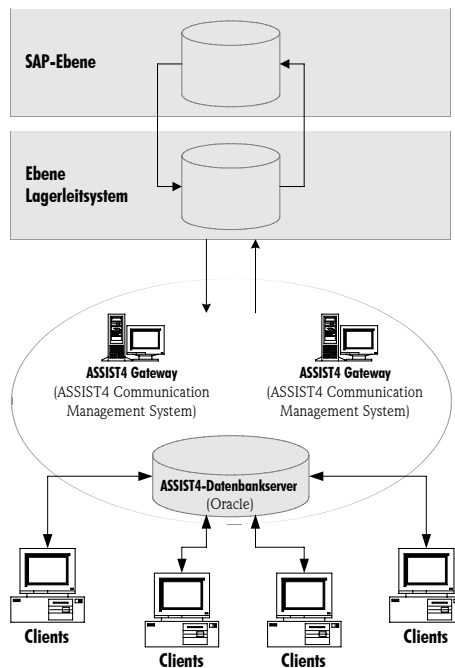 SAP-Ebene
Ebene
Lagerleitsystem
ASSIST4 Gateway
(ASSIST4 Communication
Management System)
ASSIST4 Gateway
(ASSIST4 Communication
Management System)
ASSIST4-Datenbankserver
(Oracle)
Clients
Clients
Clients
Clients